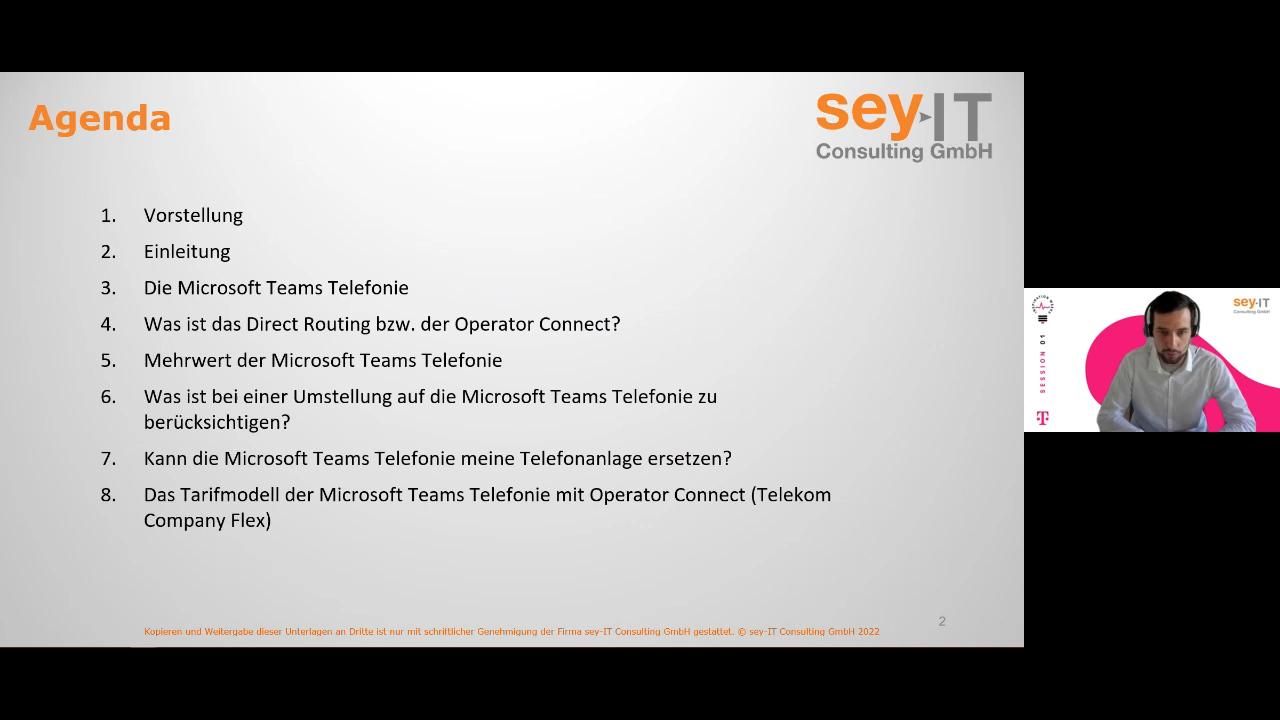 Agenda
sey IT
Consulting GmbH
1. Vorstellung
2. Einleitung
3. Die Microsoft Teams Telefonie
4. Was ist das Direct Routing bzw. der Operator Connect?
5. Mehrwert der Microsoft Teams Telefonie
6. Was ist bei einer Umstellung auf die Microsoft Teams Telefonie zu
berücksichtigen?
7. Kann die Microsoft Teams Telefonie meine Telefonanlage ersetzen?
8. Das Tarifmodell der Microsoft Teams Telefonie mit Operator Connect (Telekom
Company Flex)
Kopieren und Weitergabe dieser Unterlagen an Dritte ist nur mit schriftlicher Genehmigung der Firma sey-IT Consulting GmbH gestattet. © sey-IT Consulting GmbH 2022
2
sey IT
Consulting GmbH
SESSION 01
T